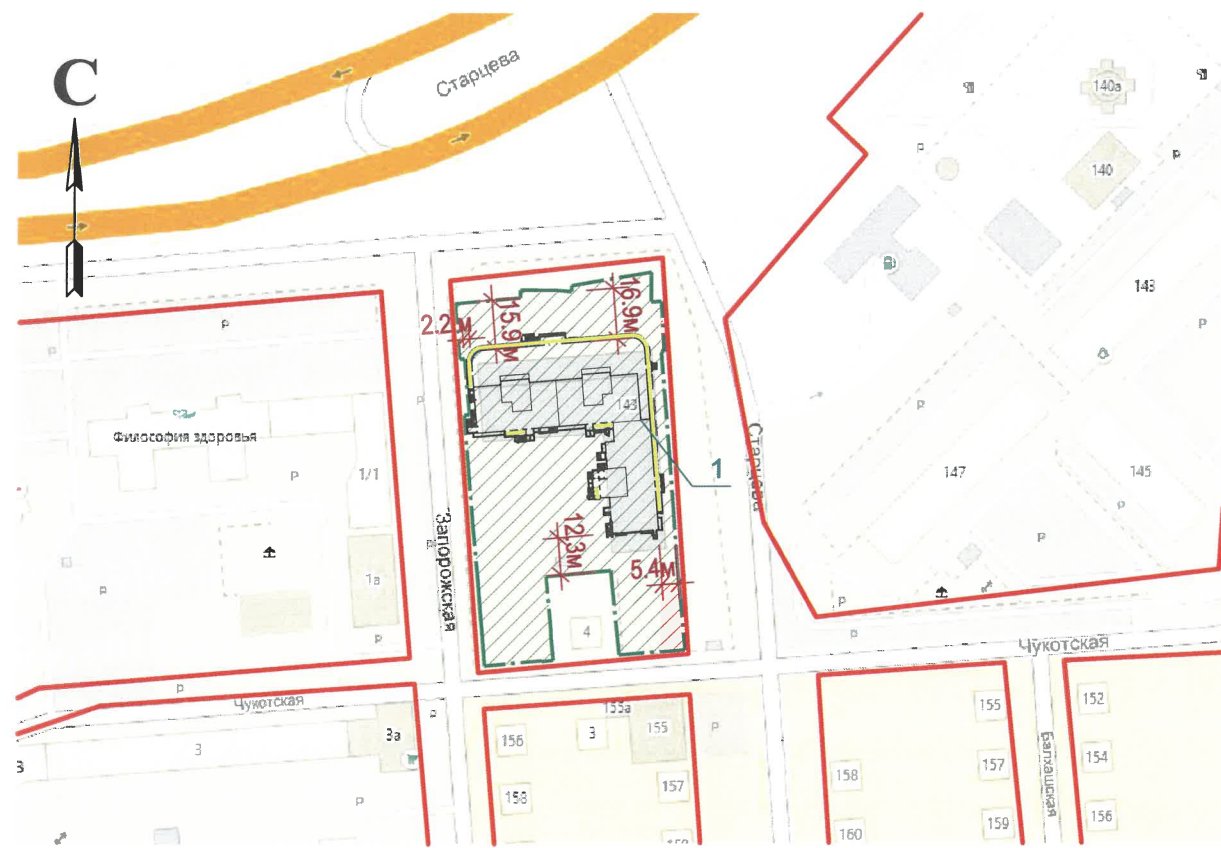 С
Старцева
140а
Р
140
143
Р
Р
Р
2.2м
15.9м
16.9м
Р
Р
143
Р
Философия здоровья
Р
1/1
1
Старцева
147
145
Р
Р
Запорожская
12.3м
5.4м
1а
Р
Р
4
Р
Р
Чукотская
Р
Чукотская
Р
155а
155
152
3
3а
156
3
155
Р
157
154
158
157
158
Балхашская
Р
159
156
160